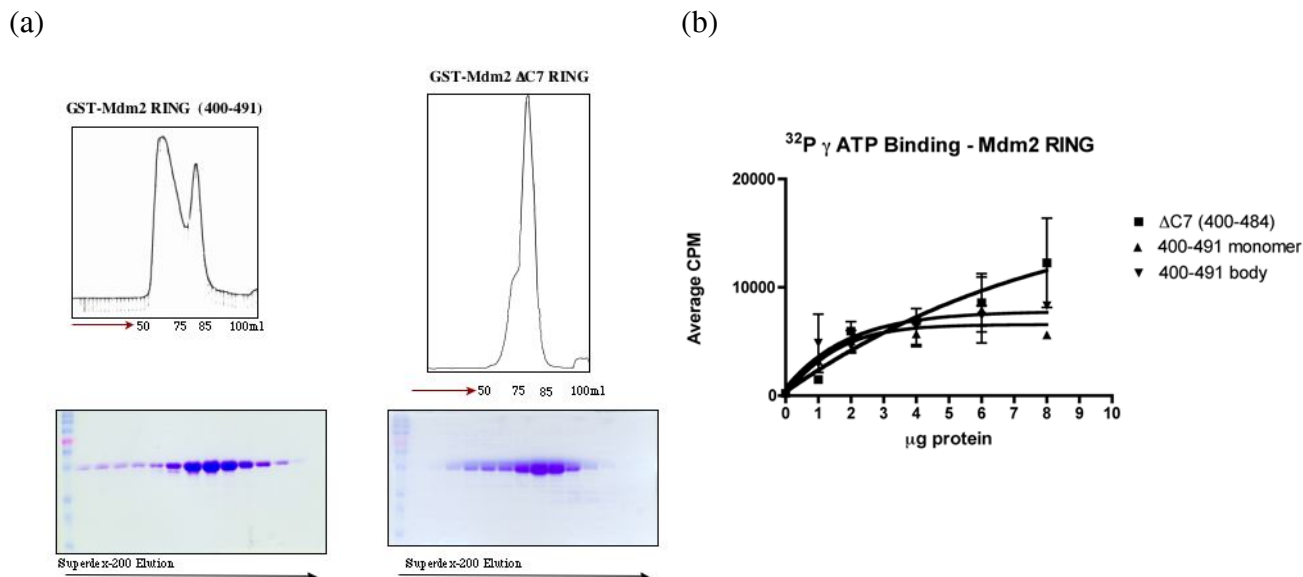 (a)
GST-Mdm2 RING (400-491)
50 75 85 100ml
GST-Mdm2 ΔC7 RING
50 75 85 100ml
Superdex-200 Elution
Superdex-200 Elution
(b)
³²P γ ATP Binding - Mdm2 RING
Average CPM
20000
10000
0
0 1 2 3 4 5 6 7 8 9 10
μg protein
ΔC7 (400-484)
400-491 monomer
400-491 body